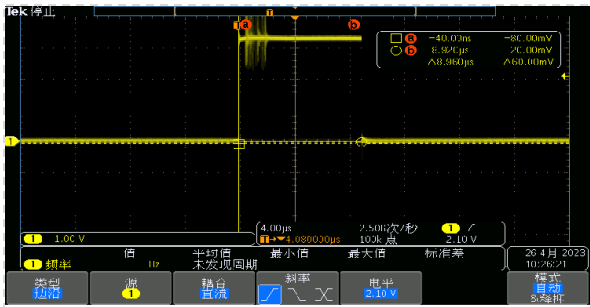 Tek 停止
a b
a -40.00ns -80.00mV
b 8.920μs 20.00mV
Δ8.960μs Δ60.00mV
1
1 1.00 V
4.00μs 2.50G次/秒 1
T→▼4.080000μs 100k 点 2.10 V
值 平均值 最小值 最大值 标准差
1 频率 Hz 未发现周期
26 4月 2023
10:26:21
类型 源 耦合 斜率 电平 模式
边沿 1 直流 2.10 V 自动